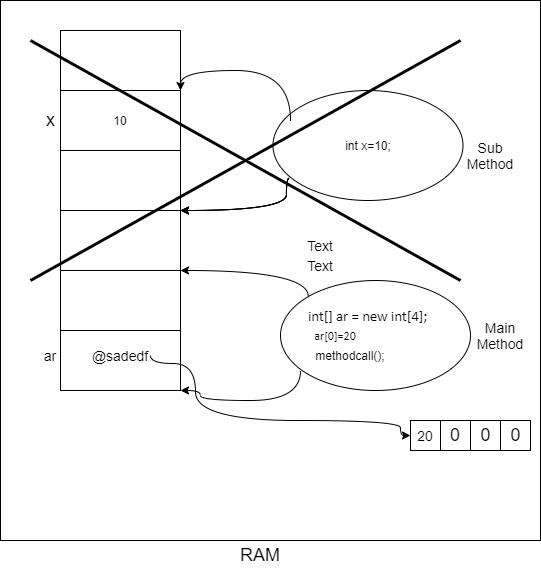 X
10
int x=10;
Sub
Method
Text
Text
int[] ar = new int[4];
ar[0]=20
methodcall();
Main
Method
ar
@sadedf
20 0 0 0
RAM